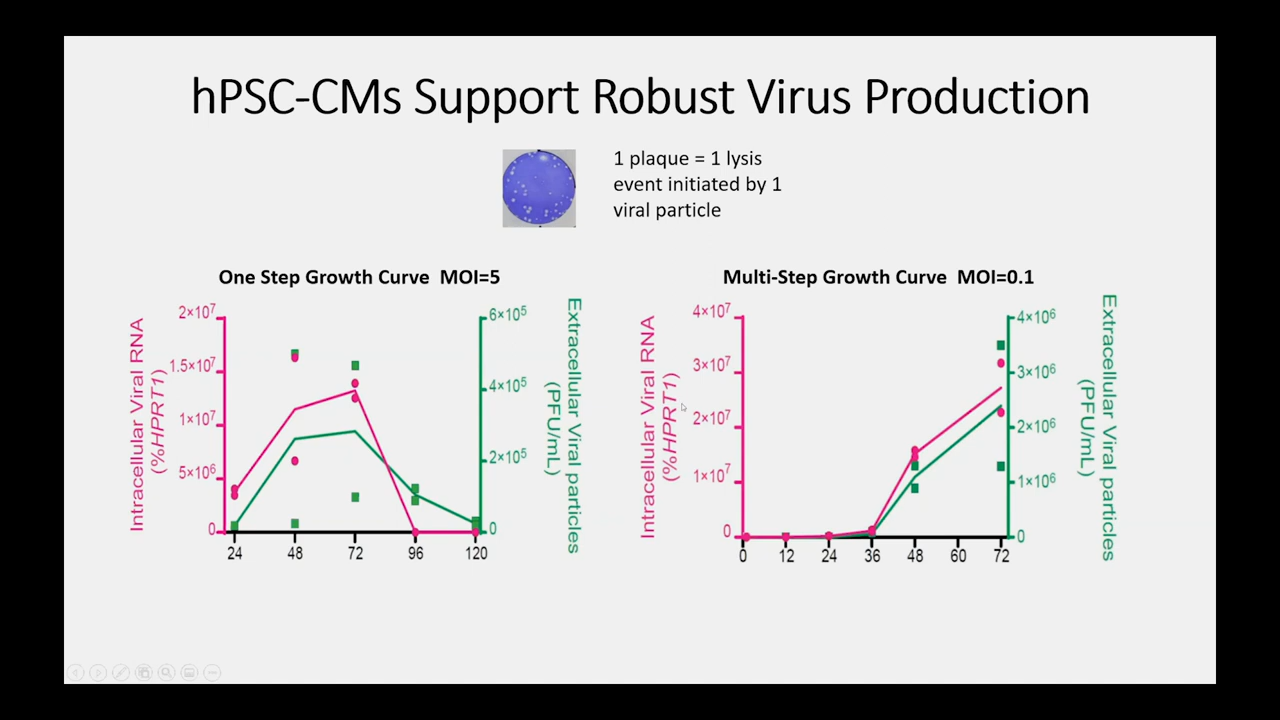 hPSC-CMs Support Robust Virus Production
1 plaque = 1 lysis
event initiated by 1
viral particle
One Step Growth Curve MOI=5
Intracellular Viral RNA
(%HPRT1)
2×10⁷
1.5×10⁷
1×10⁷
5×10⁶
0
6×10⁵
4×10⁵
2×10⁵
0
Extracellular Viral particles
(PFU/mL)
24 48 72 96 120
Multi-Step Growth Curve MOI=0.1
Intracellular Viral RNA
(%HPRT1)
4×10⁷
3×10⁷
2×10⁷
1×10⁷
0
4×10⁶
3×10⁶
2×10⁶
1×10⁶
0
Extracellular Viral particles
(PFU/mL)
0 12 24 36 48 60 72